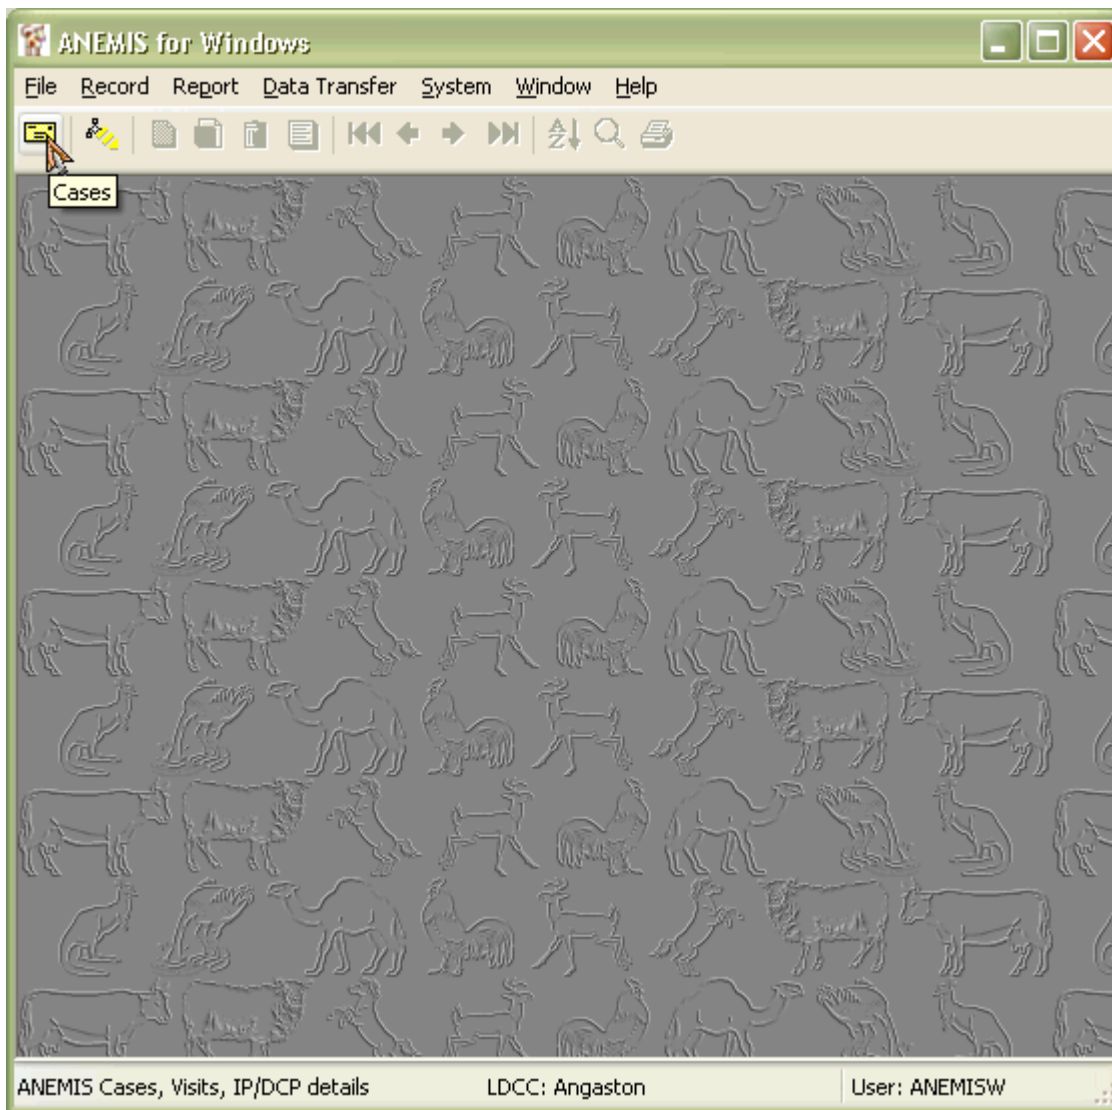 ANEMIS for Windows
File Record Report Data Transfer System Window Help
Cases
ANEMIS Cases, Visits, IP/DCP details LDCC: Angaston User: ANEMISW